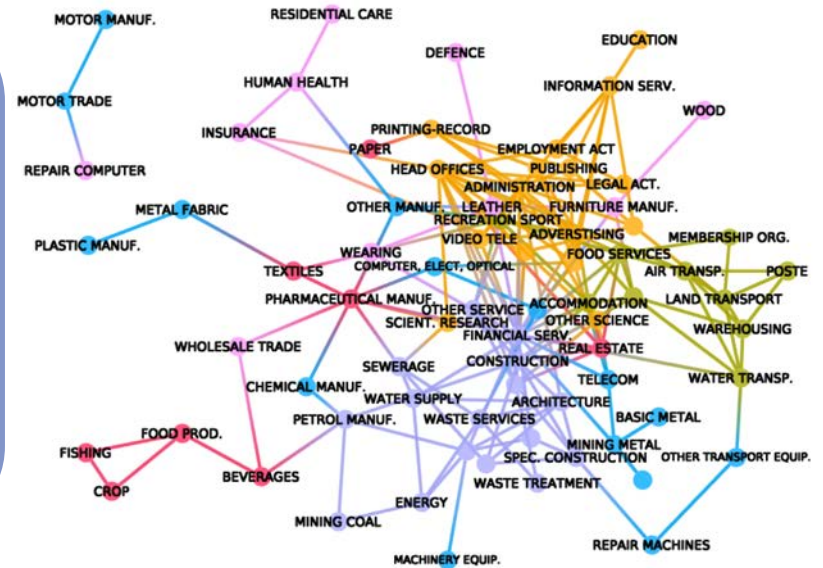 MOTOR MANUF.
RESIDENTIAL CARE
EDUCATION
DEFENCE
HUMAN HEALTH
INFORMATION SERV.
MOTOR TRADE
WOOD
INSURANCE
PRINTING-RECORD
PAPER
EMPLOYMENT ACT
REPAIR COMPUTER
HEAD OFFICES
PUBLISHING
ADMINISTRATION
LEGAL ACT.
METAL FABRIC
OTHER MANUF.
LEATHER
FURNITURE MANUF.
RECREATION SPORT
PLASTIC MANUF.
VIDEO TELE
ADVERSTISING
MEMBERSHIP ORG.
WEARING
FOOD SERVICES
TEXTILES
COMPUTER, ELECT, OPTICAL
AIR TRANSP.
POSTE
PHARMACEUTICAL MANUF.
OTHER SERVICE
ACCOMMODATION
LAND TRANSPORT
SCIENT. RESEARCH
OTHER SCIENCE
WAREHOUSING
FINANCIAL SERV.
WHOLESALE TRADE
REAL ESTATE
SEWERAGE
CONSTRUCTION
CHEMICAL MANUF.
TELECOM
WATER TRANSP.
WATER SUPPLY
ARCHITECTURE
PETROL MANUF.
WASTE SERVICES
BASIC METAL
FOOD PROD.
MINING METAL
FISHING
SPEC. CONSTRUCTION
OTHER TRANSPORT EQUIP.
CROP
BEVERAGES
WASTE TREATMENT
ENERGY
MINING COAL
REPAIR MACHINES
MACHINERY EQUIP.